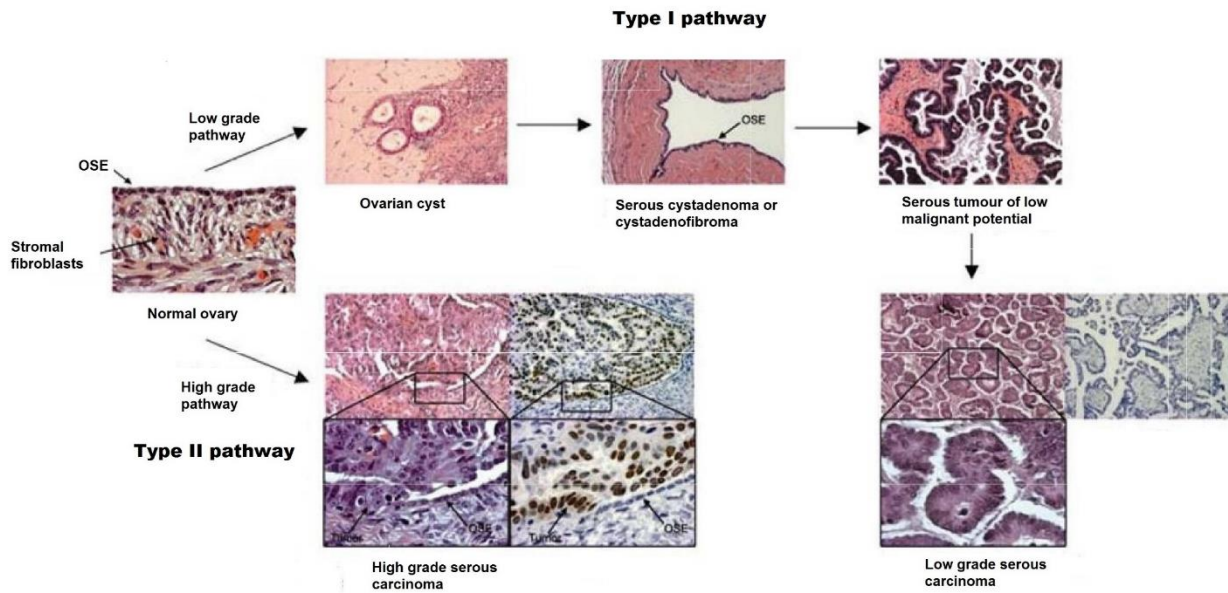 Type I pathway
Low grade
pathway
OSE
Stromal
fibroblasts
Normal ovary
Ovarian cyst
OSE
Serous cystadenoma or
cystadenofibroma
Serous tumour of low
malignant potential
High grade
pathway
Type II pathway
Tumor
OSE
Tumor
OSE
High grade serous
carcinoma
Low grade serous
carcinoma